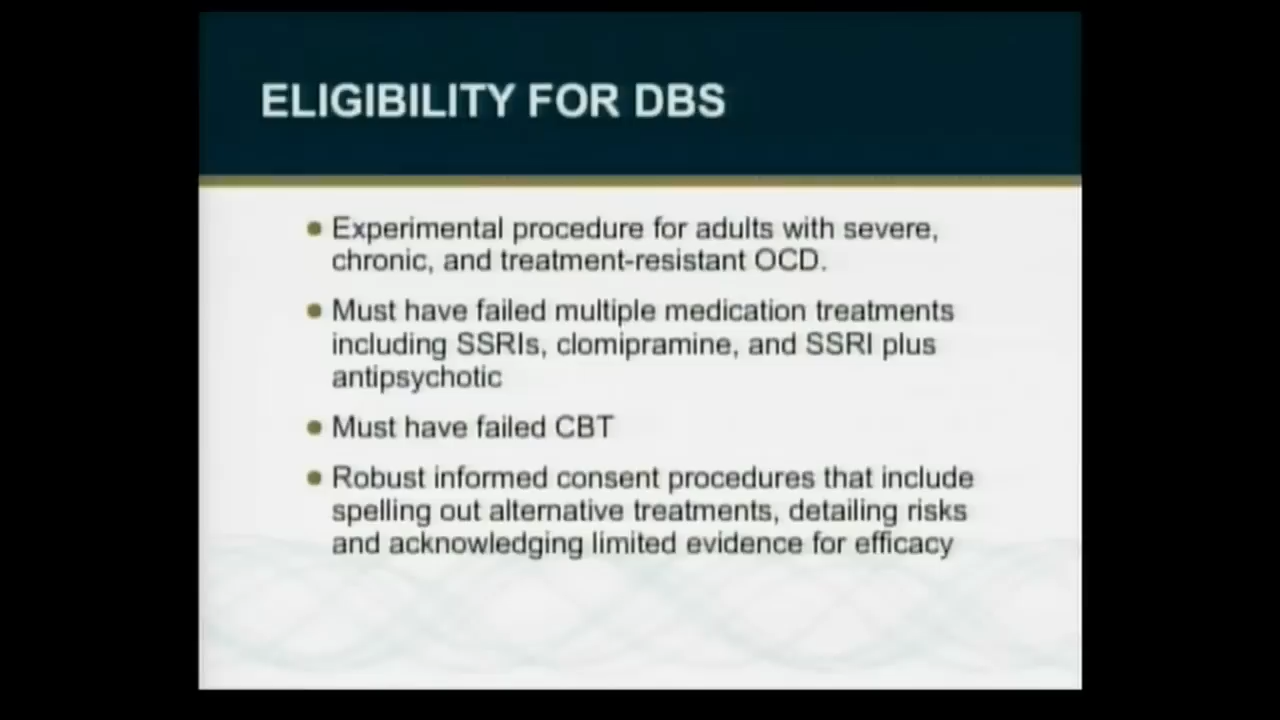 ELIGIBILITY FOR DBS
Experimental procedure for adults with severe,
chronic, and treatment-resistant OCD.
Must have failed multiple medication treatments
including SSRIs, clomipramine, and SSRI plus
antipsychotic
Must have failed CBT
Robust informed consent procedures that include
spelling out alternative treatments, detailing risks
and acknowledging limited evidence for efficacy